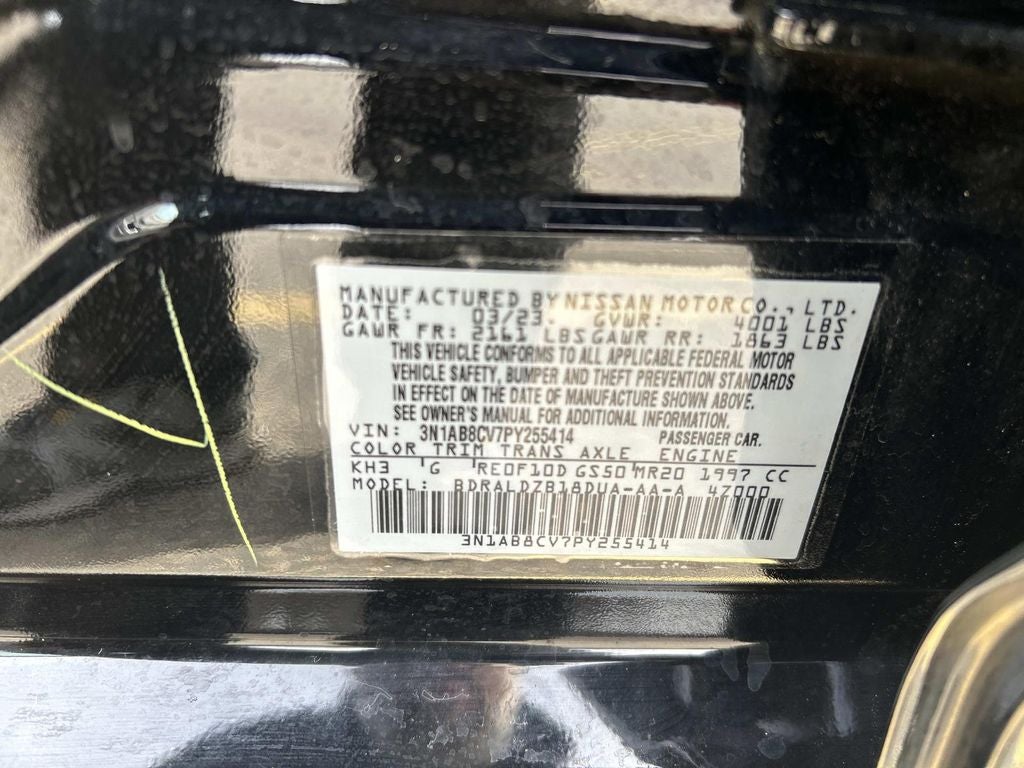 MANUFACTURED BY NISSAN MOTOR CO., LTD.
DATE: 03/23. GVWR: 4001 LBS
GAWR FR: 2161 LBS GAWR RR: 1863 LBS
THIS VEHICLE CONFORMS TO ALL APPLICABLE FEDERAL MOTOR
VEHICLE SAFETY, BUMPER AND THEFT PREVENTION STANDARDS
IN EFFECT ON THE DATE OF MANUFACTURE SHOWN ABOVE.
SEE OWNER'S MANUAL FOR ADDITIONAL INFORMATION.
VIN: 3N1AB8CV7PY255414 PASSENGER CAR
COLOR TRIM TRANS AXLE ENGINE
KH3 G RE0F10D GS50 MR20 1997 CC
MODEL: BDRALDZB18DUA-AA-A 47000
3N1AB8CV7PY255414